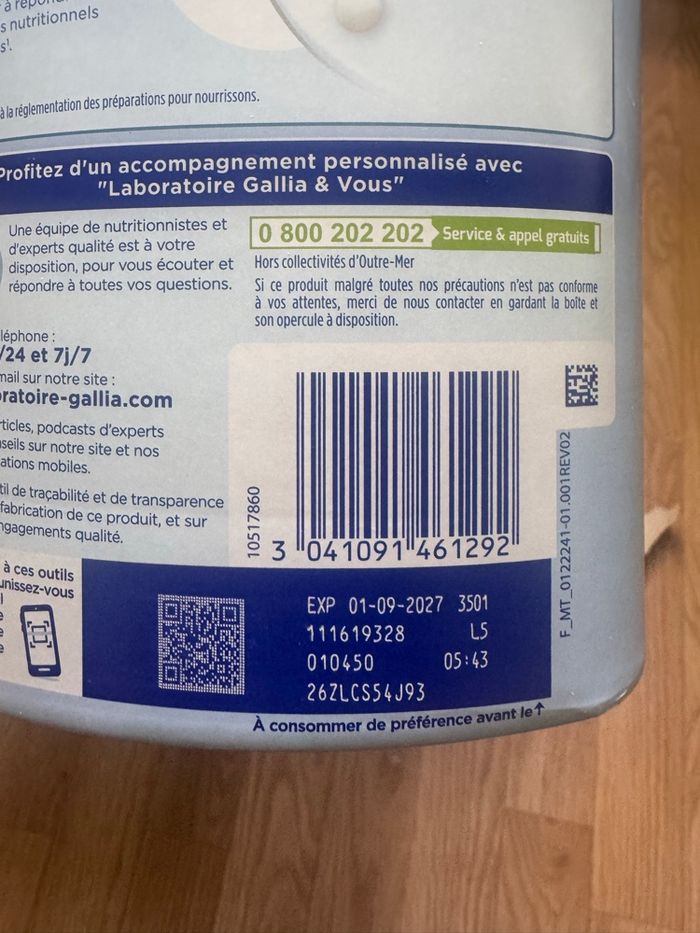 s nutritionnels
s¹.
à la réglementation des préparations pour nourrissons.
Profitez d'un accompagnement personnalisé avec
"Laboratoire Gallia & Vous"
Une équipe de nutritionnistes et
d'experts qualité est à votre
disposition, pour vous écouter et
répondre à toutes vos questions.
0 800 202 202 Service & appel gratuits
Hors collectivités d'Outre-Mer
Si ce produit malgré toutes nos précautions n'est pas conforme
à vos attentes, merci de nous contacter en gardant la boîte et
son opercule à disposition.
léphone :
/24 et 7j/7
mail sur notre site :
ratoire-gallia.com
rticles, podcasts d'experts
seils sur notre site et nos
ations mobiles.
til de traçabilité et de transparence
fabrication de ce produit, et sur
ngagements qualité.
à ces outils
unissez-vous
10517860
3 041091 461292
F_MT_0122241-01.001REV02
EXP 01-09-2027 3501
111619328 L5
010450 05:43
26ZLCS54J93
À consommer de préférence avant le↑